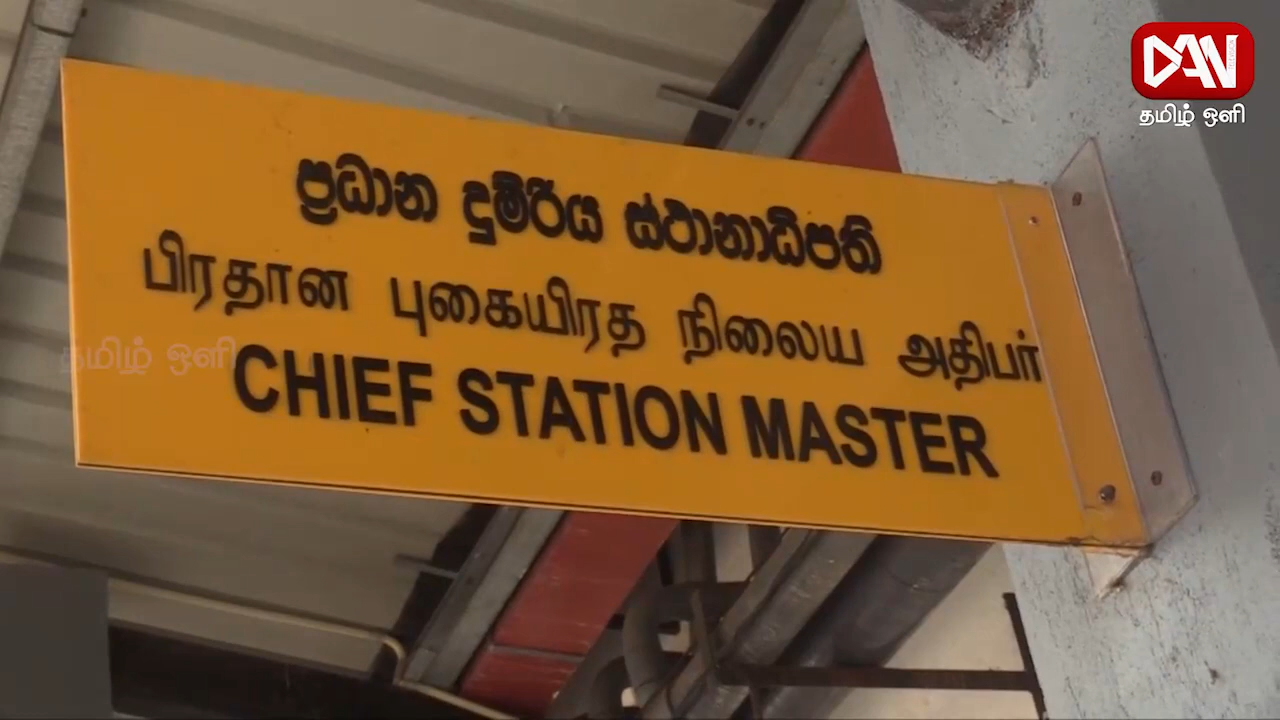 DAN
தமிழ் ஒளி
ප්‍රධාන දුම්රිය ස්ථානාධිපති
பிரதான புகையிரத நிலைய அதிபர்
தமிழ் ஒளி
CHIEF STATION MASTER